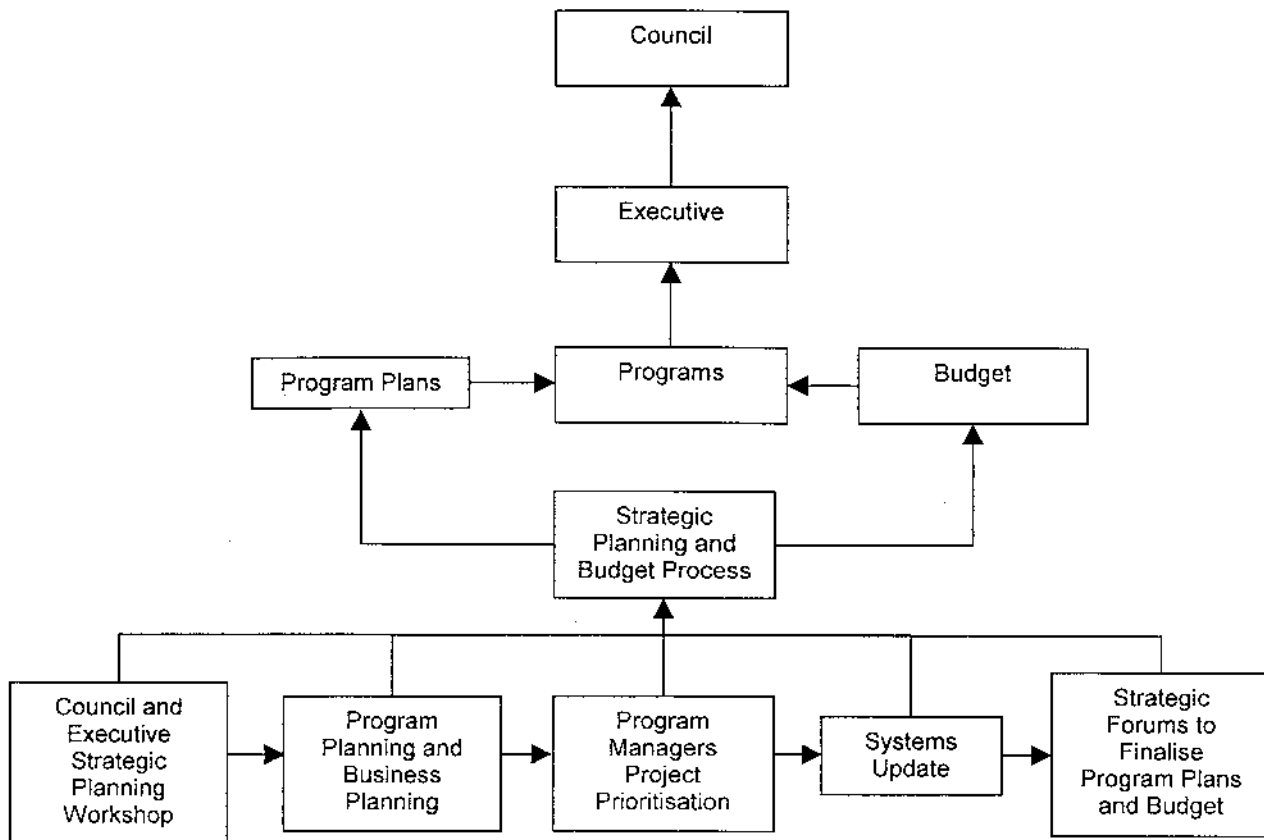 Council
Executive
Program Plans
Programs
Budget
Strategic
Planning and
Budget Process
Council and
Executive
Strategic
Planning
Workshop
Program
Planning and
Business
Planning
Program
Managers
Project
Prioritisation
Systems
Update
Strategic
Forums to
Finalise
Program Plans
and Budget